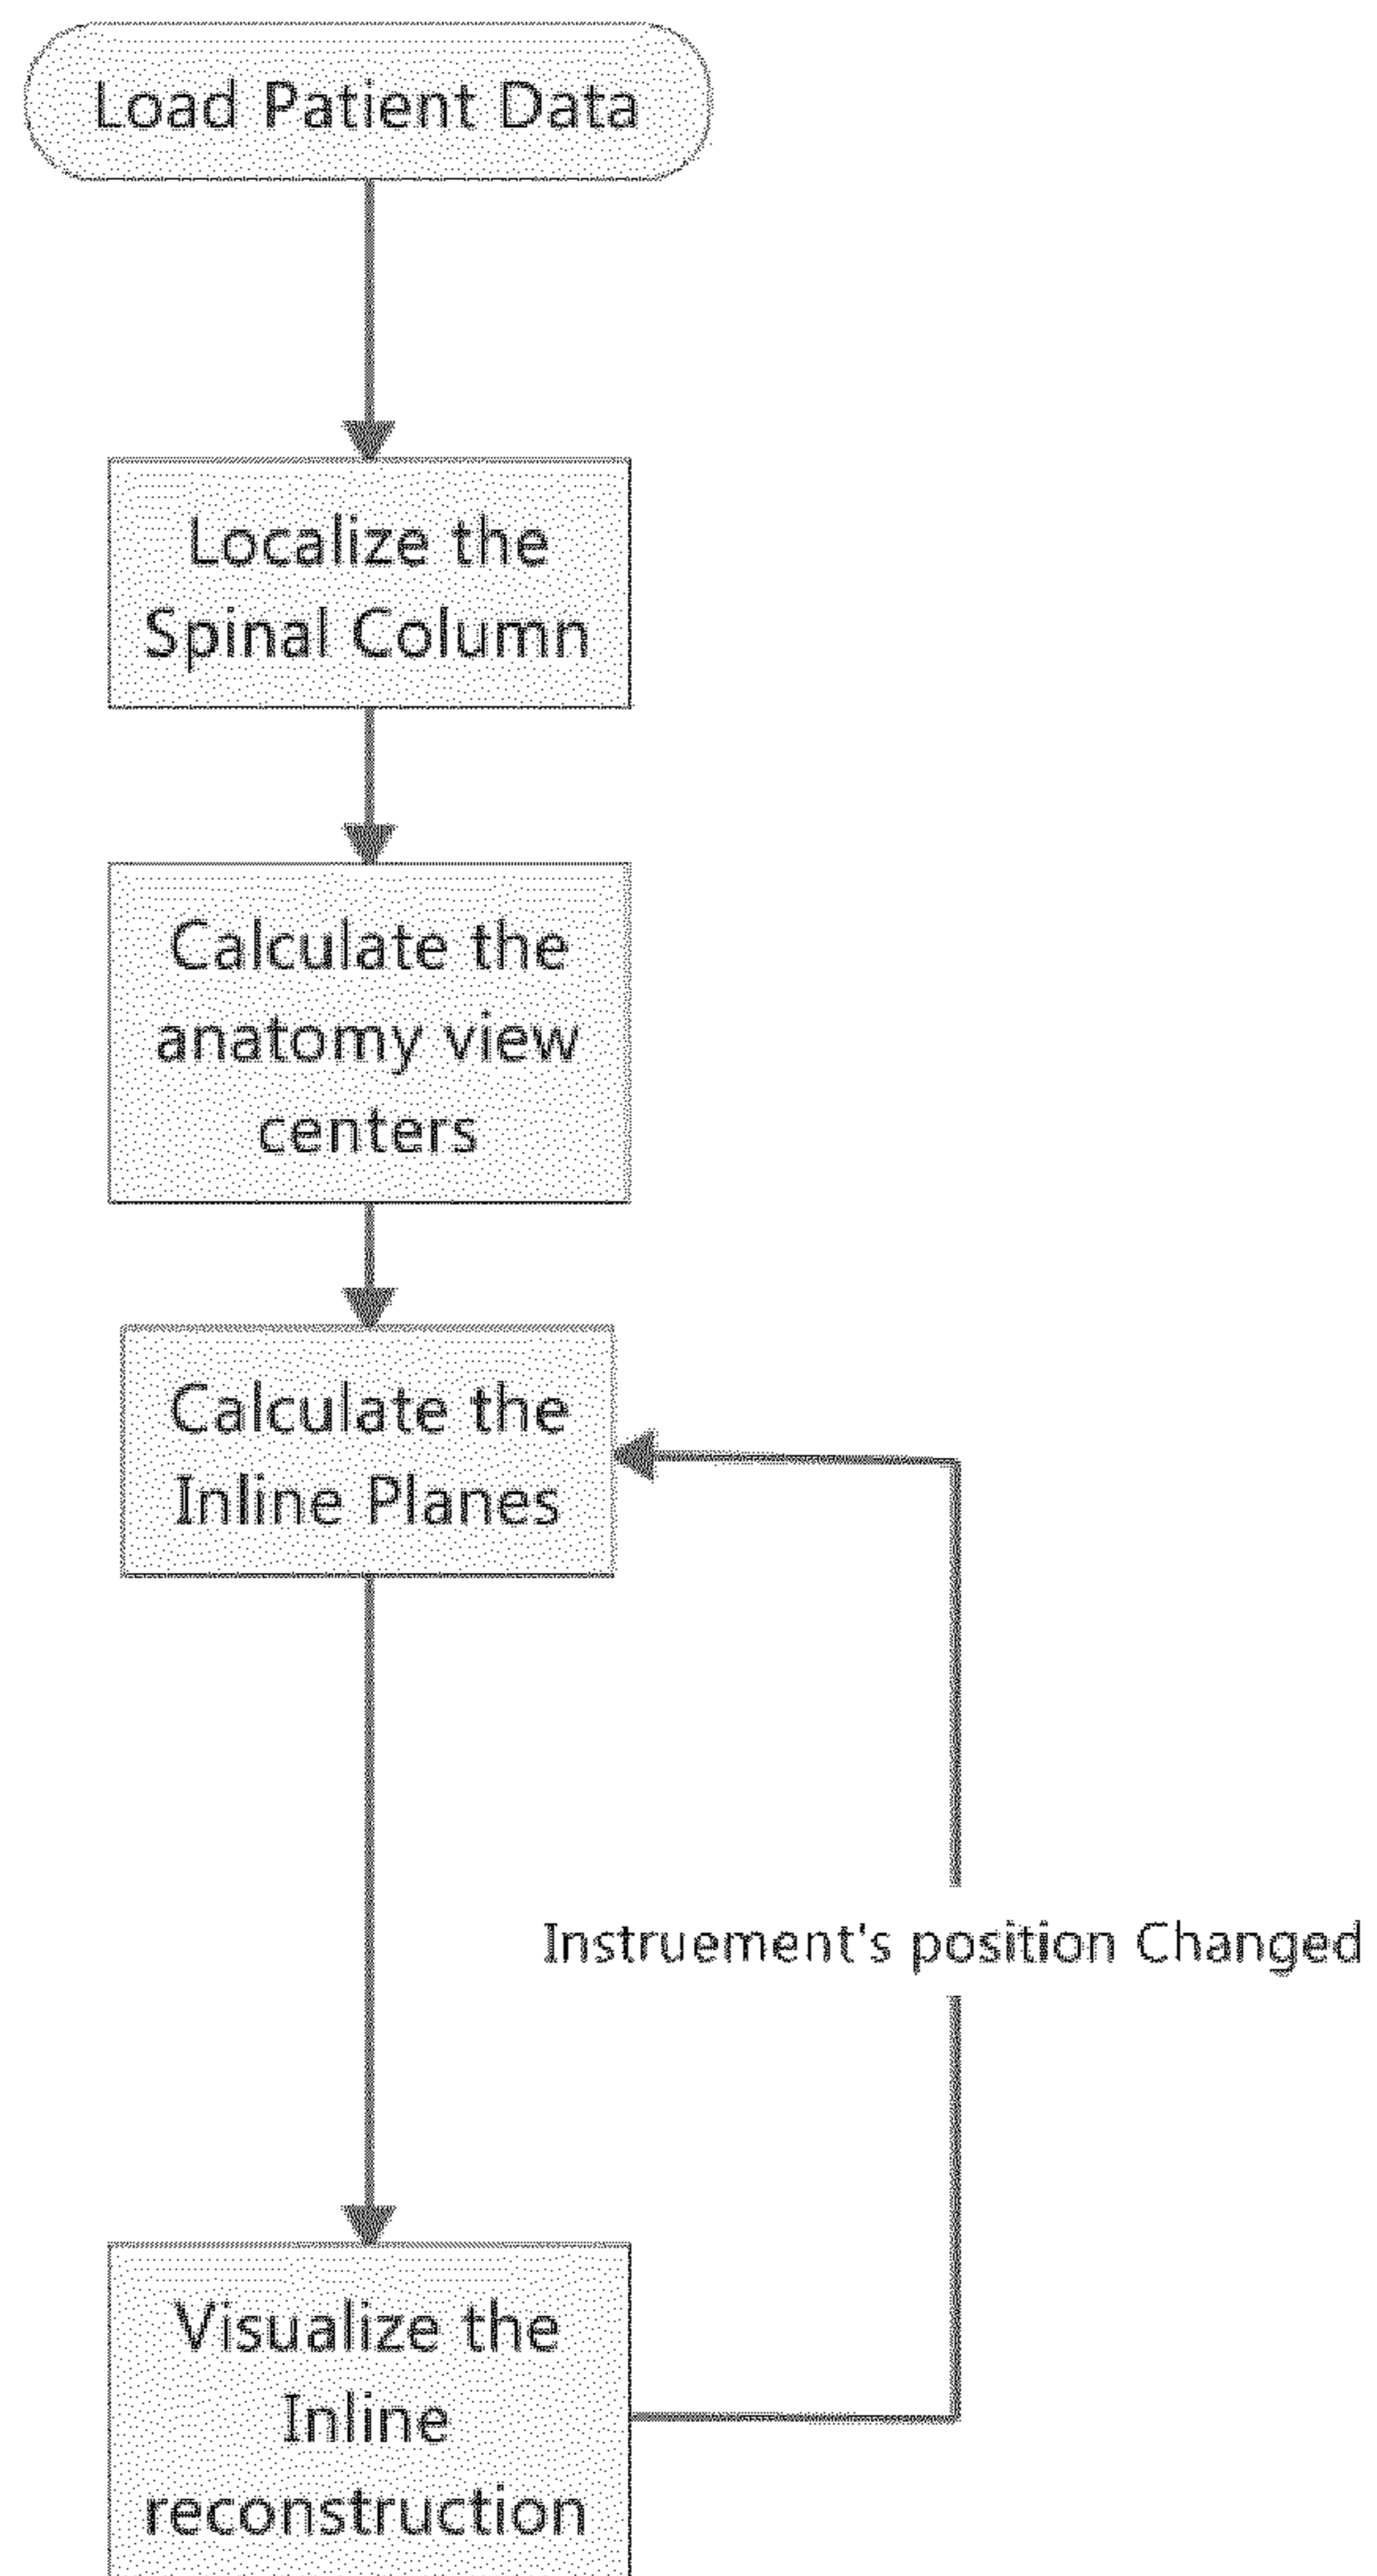 Load Patient Data
Localize the
Spinal Column
Calculate the
anatomy view
centers
Calculate the
Inline Planes
Instruement's position Changed
Visualize the
Inline
reconstruction